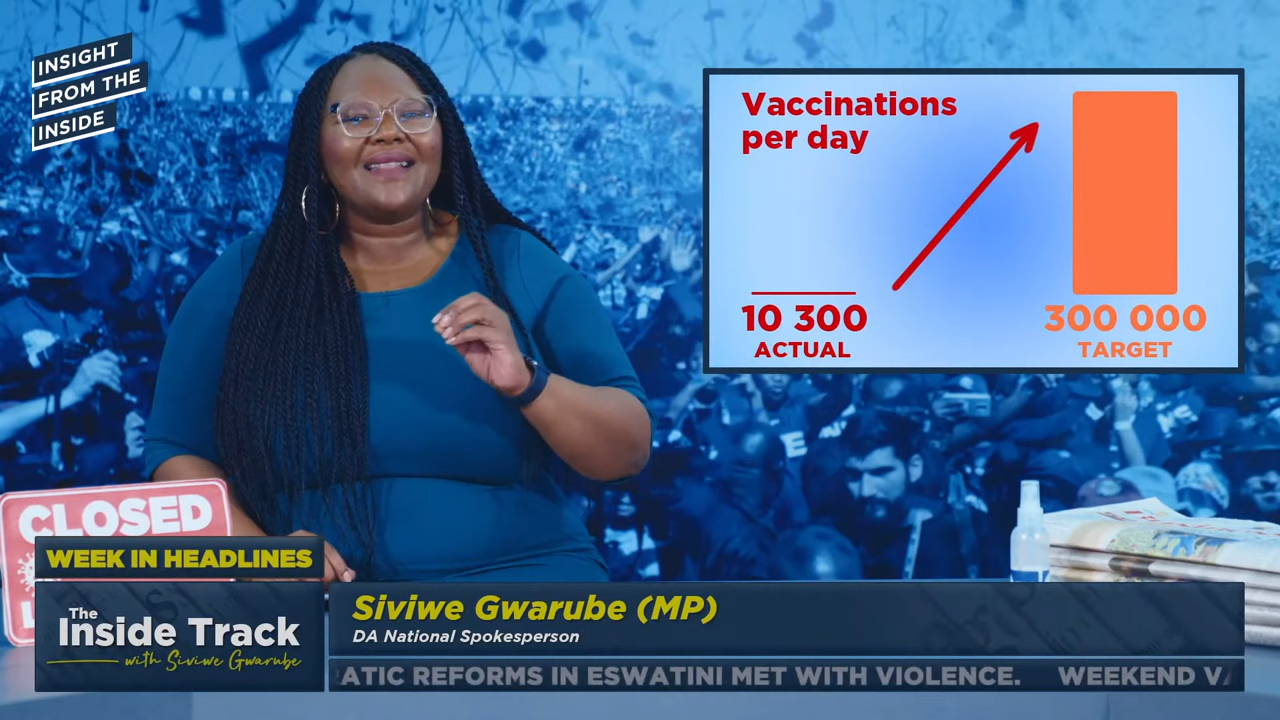 INSIGHT
FROM THE
INSIDE
Vaccinations
per day
10 300
ACTUAL
300 000
TARGET
CLOSED
WEEK IN HEADLINES
The
Inside Track
with Siviwe Gwarube
Siviwe Gwarube (MP)
DA National Spokesperson
ATIC REFORMS IN ESWATINI MET WITH VIOLENCE. WEEKEND